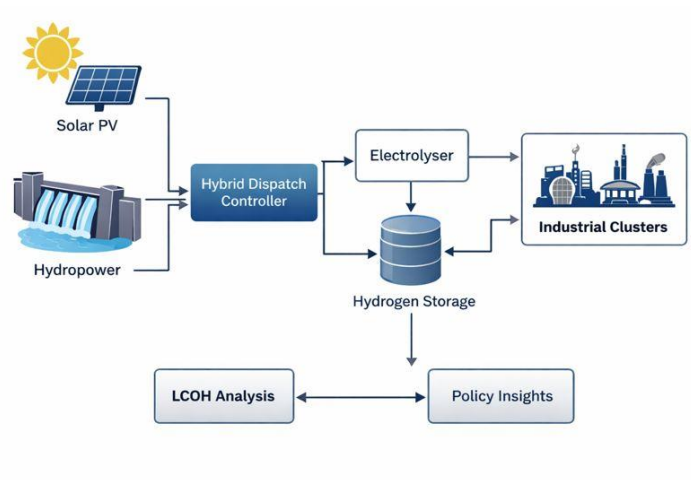 Solar PV
Hydropower
Hybrid Dispatch
Controller
Electrolyser
Hydrogen Storage
Industrial Clusters
LCOH Analysis
Policy Insights